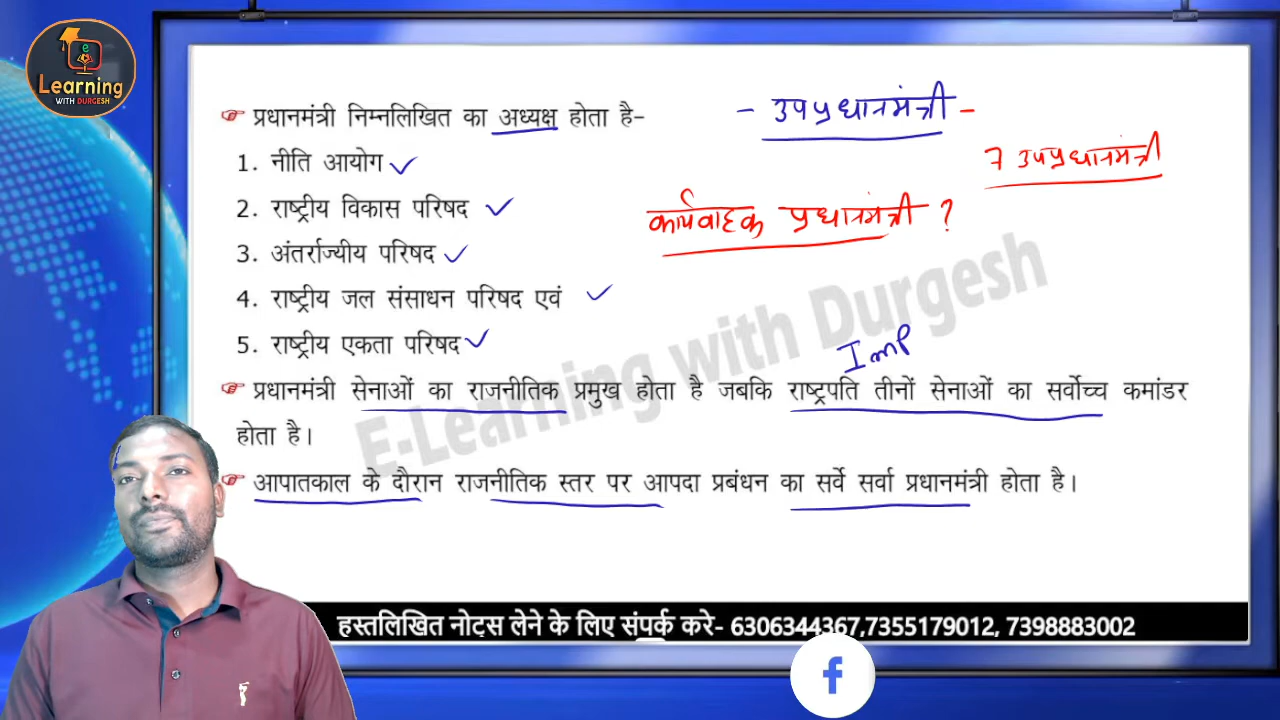 e
Learning
WITH DURGESH
☞ प्रधानमंत्री निम्नलिखित का अध्यक्ष होता है-
- उपप्रधानमंत्री -
7 उपप्रधानमंत्री
1. नीति आयोग
2. राष्ट्रीय विकास परिषद
कार्यवाहक प्रधानमंत्री ?
3. अंतर्राज्यीय परिषद
4. राष्ट्रीय जल संसाधन परिषद एवं
5. राष्ट्रीय एकता परिषद
Imp
☞ प्रधानमंत्री सेनाओं का राजनीतिक प्रमुख होता है जबकि राष्ट्रपति तीनों सेनाओं का सर्वोच्च कमांडर
होता है।
☞ आपातकाल के दौरान राजनीतिक स्तर पर आपदा प्रबंधन का सर्वे सर्वा प्रधानमंत्री होता है।
E-Learning with Durgesh
हस्तलिखित नोट्स लेने के लिए संपर्क करे- 6306344367,7355179012, 7398883002
f